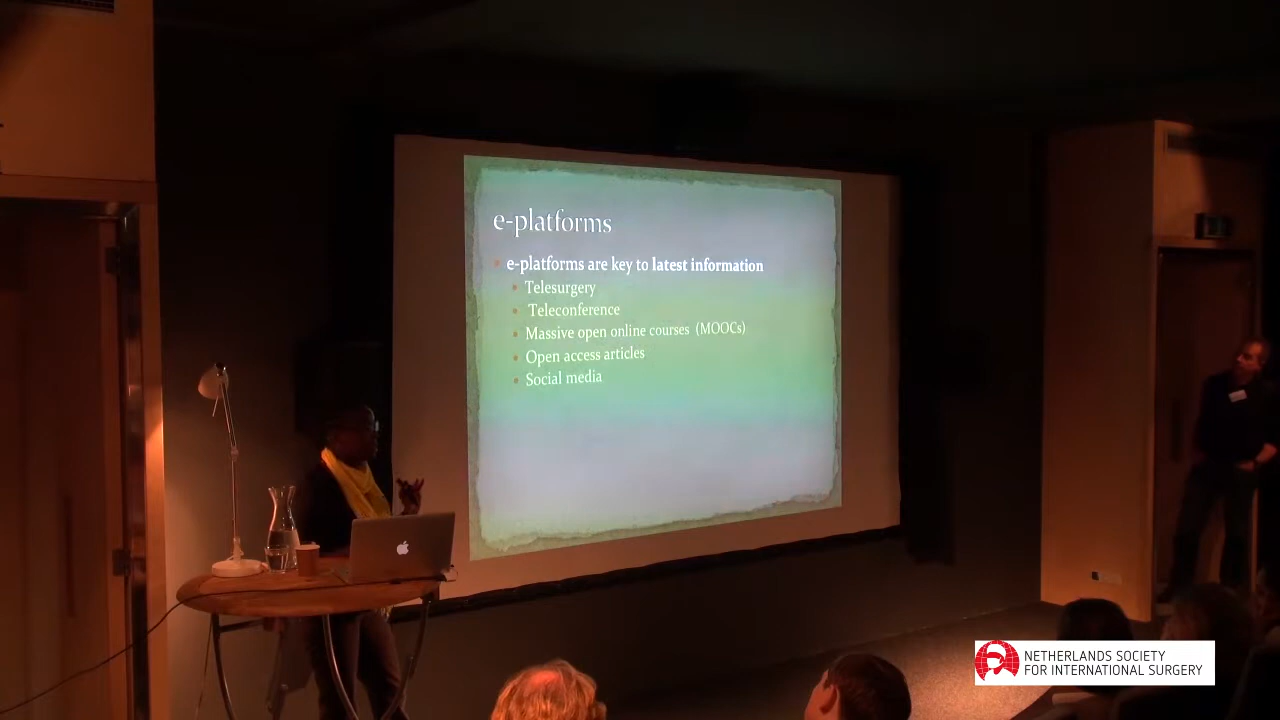 e-platforms
e-platforms are key to latest information
Telesurgery
Teleconference
Massive open online courses (MOOCs)
Open access articles
Social media
NETHERLANDS SOCIETY
FOR INTERNATIONAL SURGERY